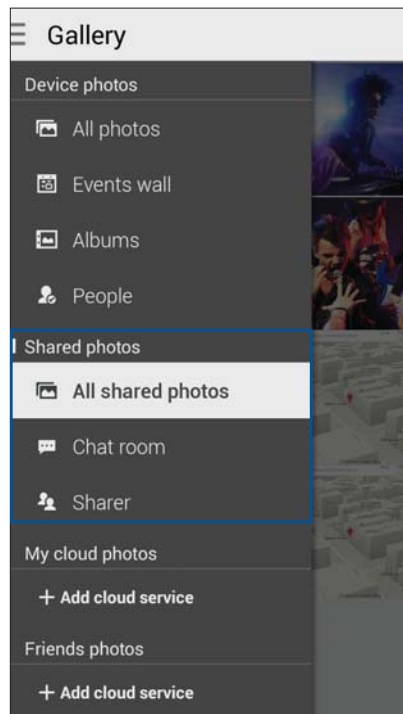 Gallery
Device photos
All photos
Events wall
Albums
People
Shared photos
All shared photos
Chat room
Sharer
My cloud photos
+ Add cloud service
Friends photos
+ Add cloud service